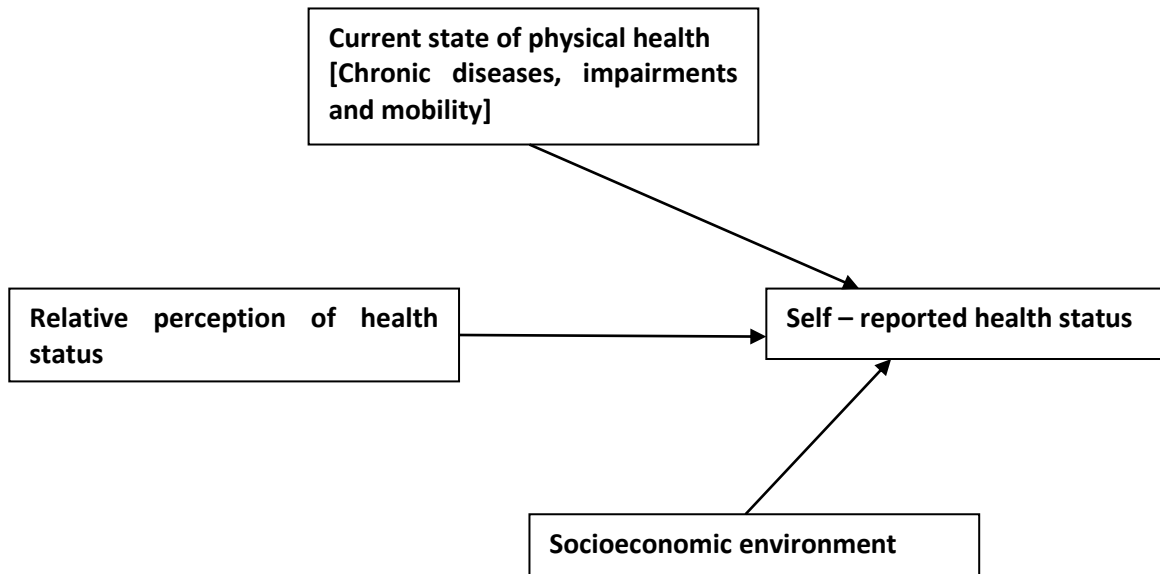 Current state of physical health
[Chronic diseases, impairments
and mobility]
Relative perception of health
status
Self – reported health status
Socioeconomic environment